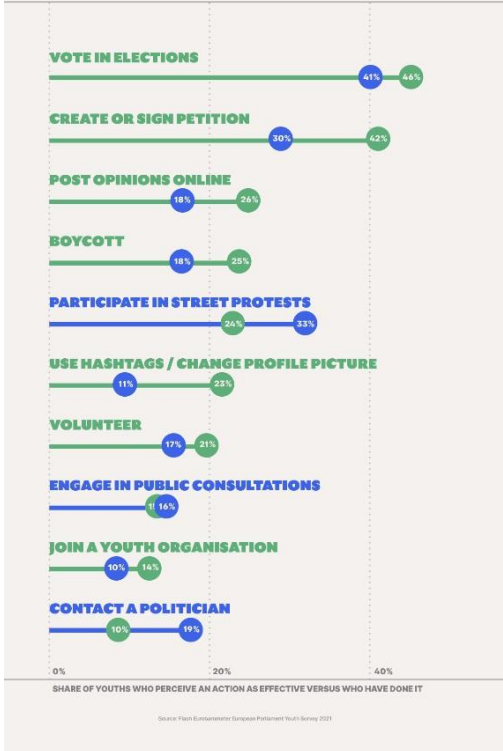 VOTE IN ELECTIONS
41% 46%
CREATE OR SIGN PETITION
30% 42%
POST OPINIONS ONLINE
18% 26%
BOYCOTT
18% 25%
PARTICIPATE IN STREET PROTESTS
24% 33%
USE HASHTAGS / CHANGE PROFILE PICTURE
11% 23%
VOLUNTEER
17% 21%
ENGAGE IN PUBLIC CONSULTATIONS
16%
JOIN A YOUTH ORGANISATION
10% 14%
CONTACT A POLITICIAN
10% 19%
0% 20% 40%
SHARE OF YOUTHS WHO PERCEIVE AN ACTION AS EFFECTIVE VERSUS WHO HAVE DONE IT
Source: Flash Eurobarometer European Parliament Youth Survey 2021